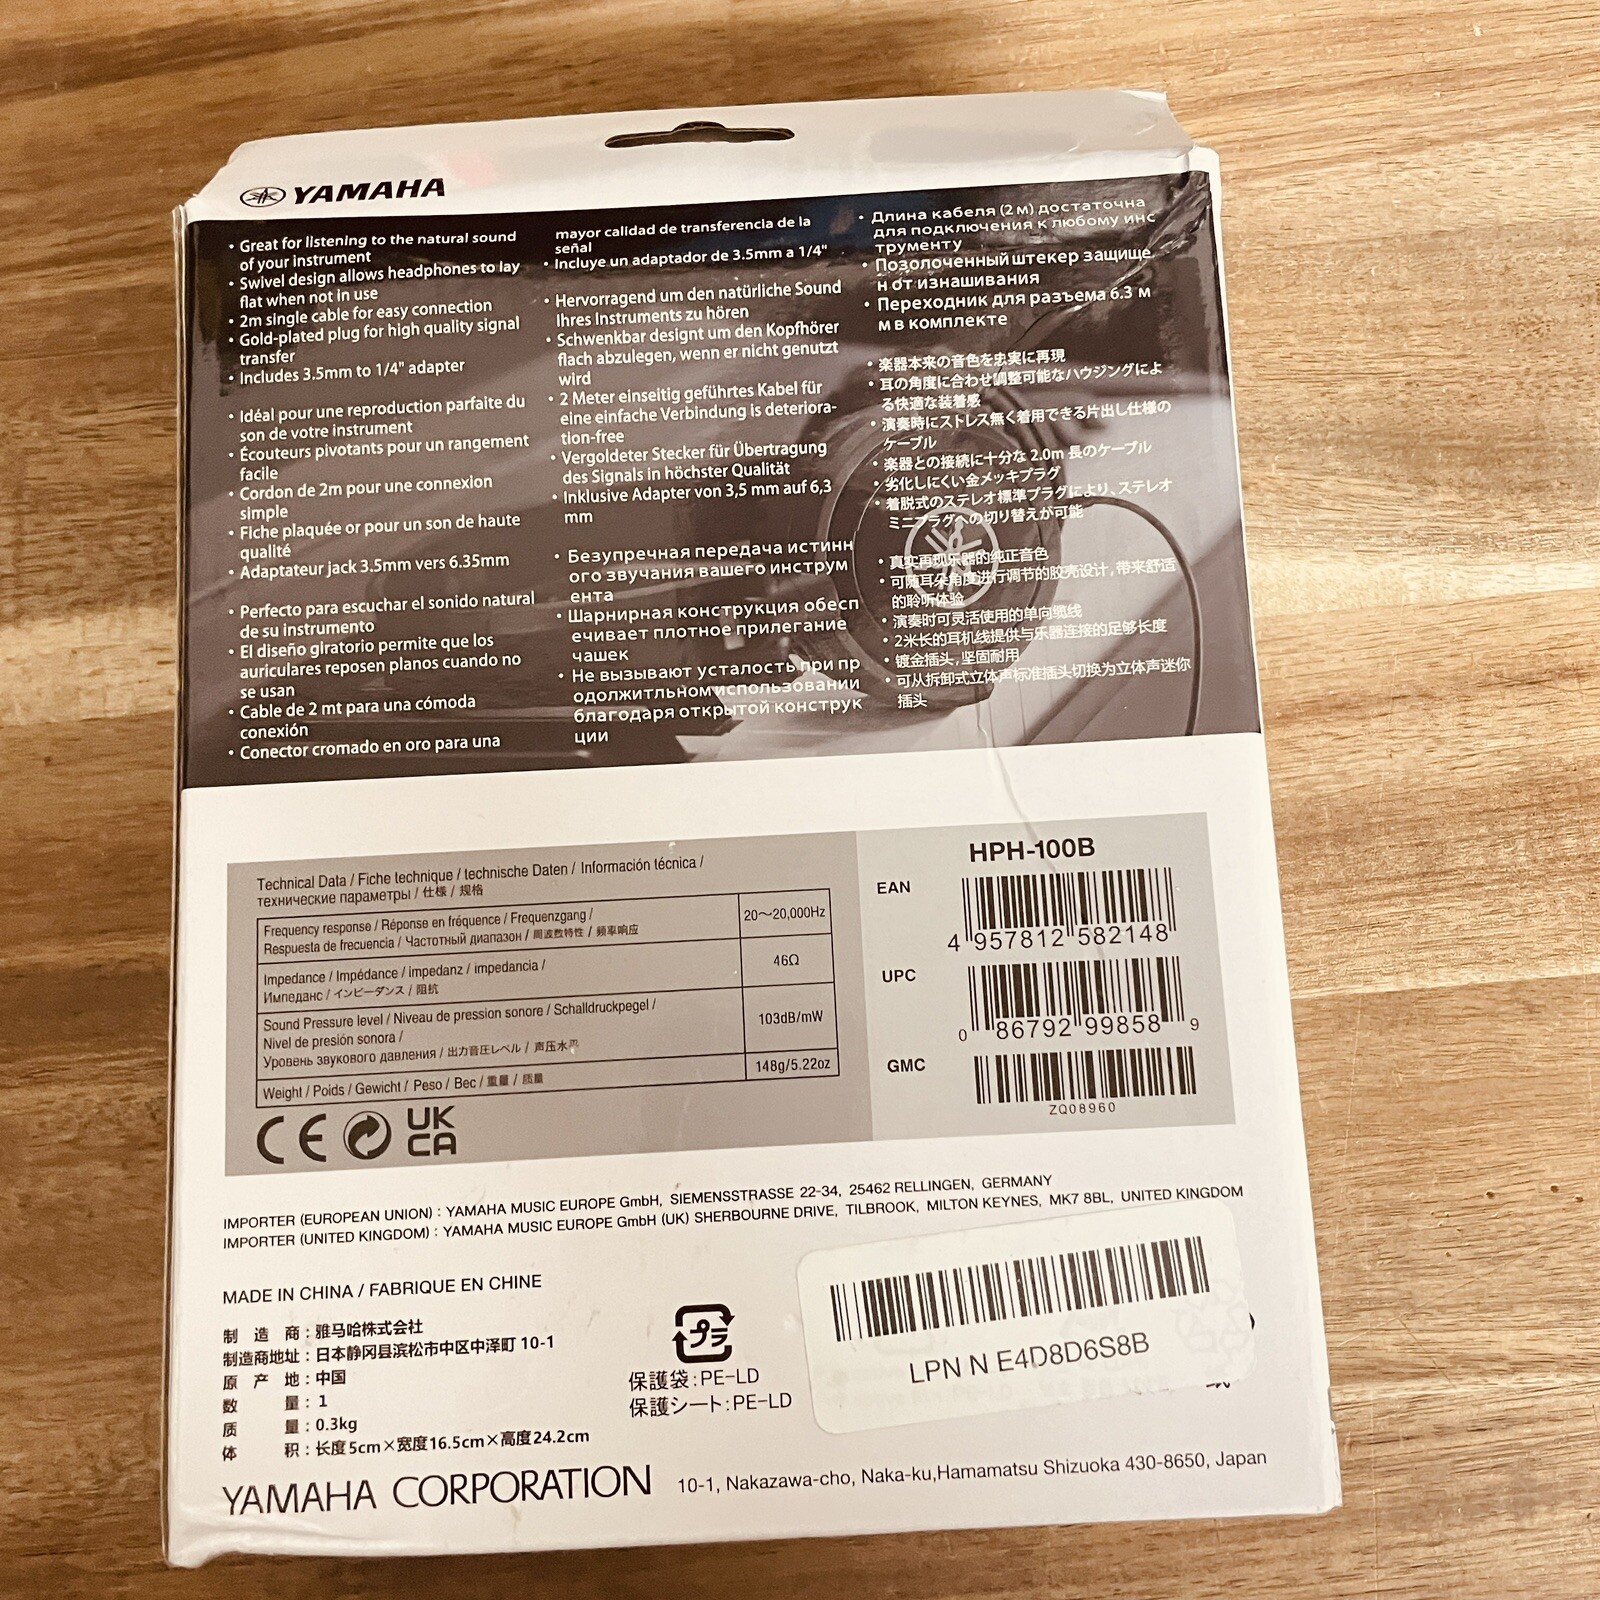 YAMAHA
• Great for listening to the natural sound
of your instrument
• Swivel design allows headphones to lay
flat when not in use
• 2m single cable for easy connection
• Gold-plated plug for high quality signal
transfer
• Includes 3.5mm to 1/4" adapter
• Idéal pour une reproduction parfaite du
son de votre instrument
• Écouteurs pivotants pour un rangement
facile
• Cordon de 2m pour une connexion
simple
• Fiche plaquée or pour un son de haute
qualité
• Adaptateur jack 3.5mm vers 6.35mm
• Perfecto para escuchar el sonido natural
de su instrumento
• El diseño giratorio permite que los
auriculares reposen planos cuando no
se usan
• Cable de 2 mt para una cómoda
conexión
• Conector cromado en oro para una
mayor calidad de transferencia de la
señal
• Incluye un adaptador de 3.5mm a 1/4"
• Hervorragend um den natürliche Sound
Ihres Instruments zu hören
• Schwenkbar designt um den Kopfhörer
flach abzulegen, wenn er nicht genutzt
wird
• 2 Meter einseitig geführtes Kabel für
eine einfache Verbindung is deteriora-
tion-free
• Vergoldeter Stecker für Übertragung
des Signals in höchster Qualität
• Inklusive Adapter von 3,5 mm auf 6,3
mm
• Безупречная передача истинн
ого звучания вашего инструм
ента
• Шарнирная конструкция обесп
ечивает плотное прилегание
чашек
• Не вызывают усталость при пр
одолжитльномиспользовании
благодаря открытой конструк
ции
• Длина кабеля (2 м) достаточна
для подключения к любому инс
трументу
• Позолоченный штекер защище
н от изнашивания
• Переходник для разъема 6.3 м
м в комплекте
• 楽器本来の音色を忠実に再現
• 耳の角度に合わせ調整可能なハウジングによ
る快適な装着感
• 演奏時にストレス無く着用できる片出し仕様の
ケーブル
• 楽器との接続に十分な 2.0m 長のケーブル
• 劣化しにくい金メッキプラグ
• 着脱式のステレオ標準プラグにより、ステレオ
ミニプラグへの切り替えが可能
• 真实再现乐器的纯正音色
• 可随耳朵角度进行调节的胶壳设计,带来舒适
的聆听体验
• 演奏时可灵活使用的单向缆线
• 2米长的耳机线提供与乐器连接的足够长度
• 镀金插头,坚固耐用
• 可从拆卸式立体声标准插头切换为立体声迷你
插头
Technical Data / Fiche technique / technische Daten / Información técnica /
технические параметры / 仕様 / 规格
Frequency response / Réponse en fréquence / Frequenzgang /
Respuesta de frecuencia / Частотный диапазон / 周波数特性 / 频率响应
20〜20,000Hz
Impedance / Impédance / impedanz / impedancia /
Импеданс / インピーダンス / 阻抗
46Ω
Sound Pressure level / Niveau de pression sonore / Schalldruckpegel /
Nivel de presión sonora /
Уровень звукового давления / 出力音圧レベル / 声压水平
103dB/mW
Weight / Poids / Gewicht / Peso / Вес / 重量 / 质量
148g/5.22oz
CE
UK
CA
HPH-100B
EAN
4 957812 582148
UPC
0 86792 99858 9
GMC
ZQ08960
IMPORTER (EUROPEAN UNION) : YAMAHA MUSIC EUROPE GmbH, SIEMENSSTRASSE 22-34, 25462 RELLINGEN, GERMANY
IMPORTER (UNITED KINGDOM) : YAMAHA MUSIC EUROPE GmbH (UK) SHERBOURNE DRIVE, TILBROOK, MILTON KEYNES, MK7 8BL, UNITED KINGDOM
MADE IN CHINA / FABRIQUE EN CHINE
制 造 商 : 雅马哈株式会社
制造商地址 : 日本静冈县滨松市中区中泽町 10-1
原 产 地 : 中国
数 量 : 1
质 量 : 0.3kg
体 积 : 长度5cm×宽度16.5cm×高度24.2cm
プラ
保護袋:PE-LD
保護シート:PE-LD
LPN N E4D8D6S8B
YAMAHA CORPORATION 10-1, Nakazawa-cho, Naka-ku,Hamamatsu Shizuoka 430-8650, Japan